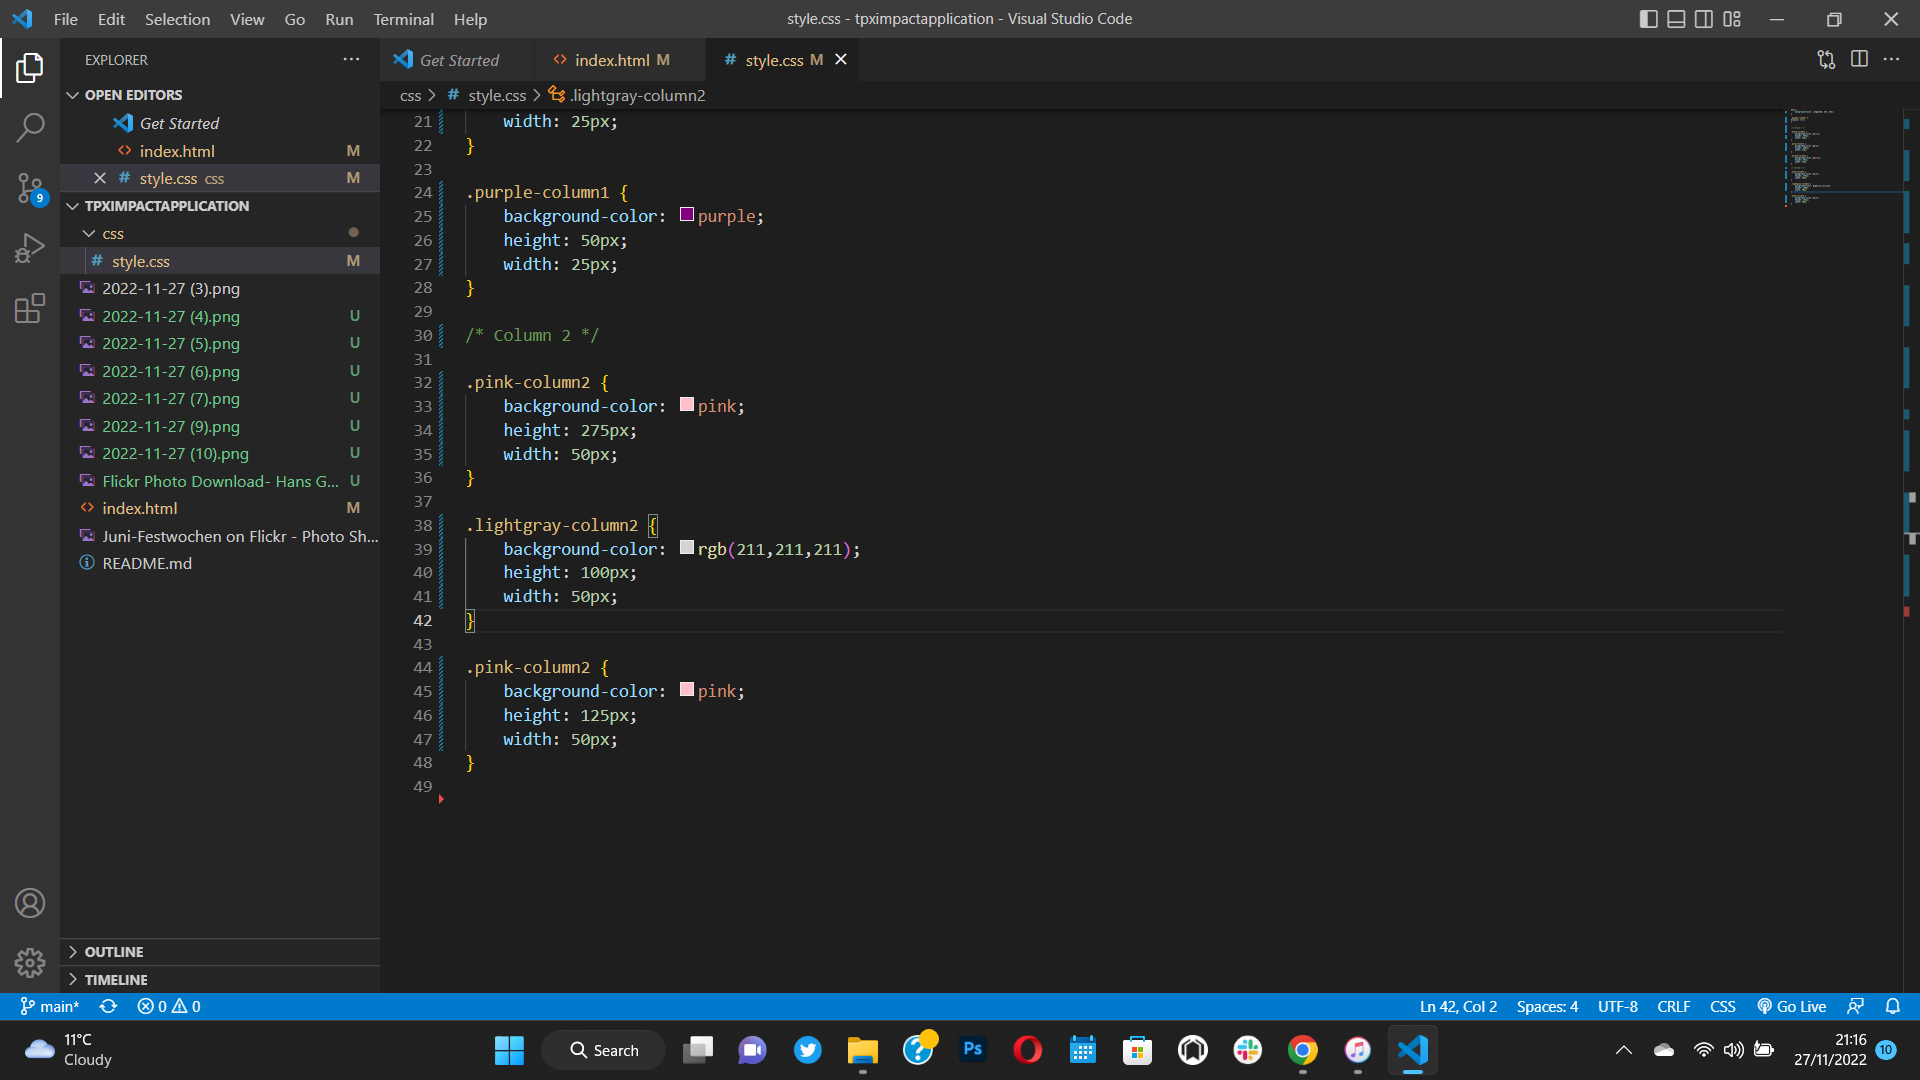 File Edit Selection View Go Run Terminal Help
style.css - tpximpactapplication - Visual Studio Code
EXPLORER
OPEN EDITORS
Get Started
index.html M
style.css css M
TPXIMPACTAPPLICATION
css
style.css M
2022-11-27 (3).png
2022-11-27 (4).png U
2022-11-27 (5).png U
2022-11-27 (6).png U
2022-11-27 (7).png U
2022-11-27 (9).png U
2022-11-27 (10).png U
Flickr Photo Download- Hans G... U
index.html M
Juni-Festwochen on Flickr - Photo Sh...
README.md
OUTLINE
TIMELINE
9
Get Started
index.html M
style.css M
css > # style.css > .lightgray-column2
21 width: 25px;
22 }
23
24 .purple-column1 {
25 background-color: purple;
26 height: 50px;
27 width: 25px;
28 }
29
30 /* Column 2 */
31
32 .pink-column2 {
33 background-color: pink;
34 height: 275px;
35 width: 50px;
36 }
37
38 .lightgray-column2 {
39 background-color: rgb(211,211,211);
40 height: 100px;
41 width: 50px;
42 }
43
44 .pink-column2 {
45 background-color: pink;
46 height: 125px;
47 width: 50px;
48 }
49
main* 0 0
Ln 42, Col 2 Spaces: 4 UTF-8 CRLF CSS Go Live
11°C
Cloudy
Search
Ps
21:16
27/11/2022
10